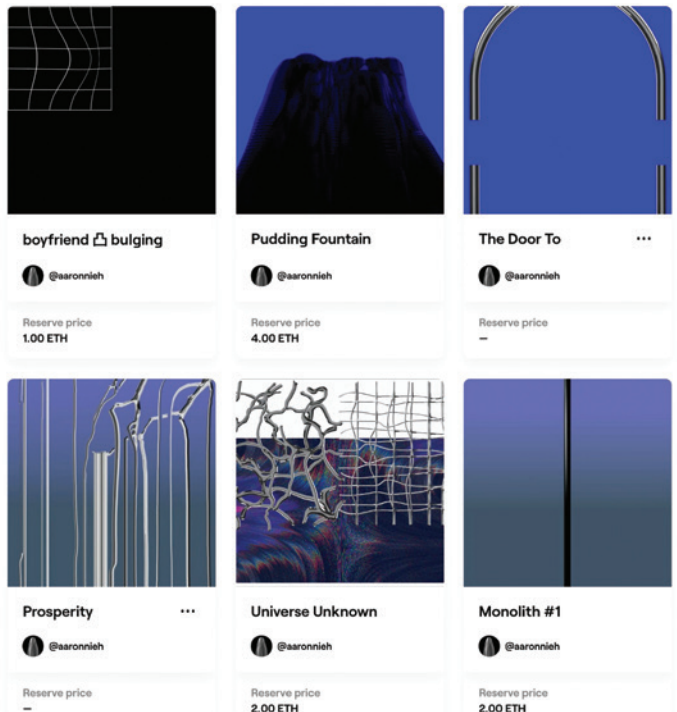 boyfriend 凸 bulging
@aaronnieh
Reserve price
1.00 ETH
Pudding Fountain
@aaronnieh
Reserve price
4.00 ETH
The Door To
@aaronnieh
Reserve price
—
Prosperity
@aaronnieh
Reserve price
—
Universe Unknown
@aaronnieh
Reserve price
2.00 ETH
Monolith #1
@aaronnieh
Reserve price
2.00 ETH